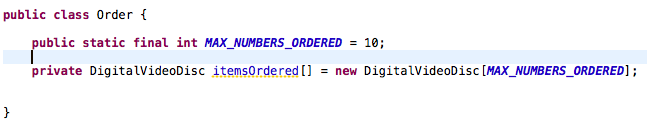 public class Order {
public static final int MAX_NUMBERS_ORDERED = 10;
private DigitalVideoDisc itemsOrdered[] = new DigitalVideoDisc[MAX_NUMBERS_ORDERED];
}